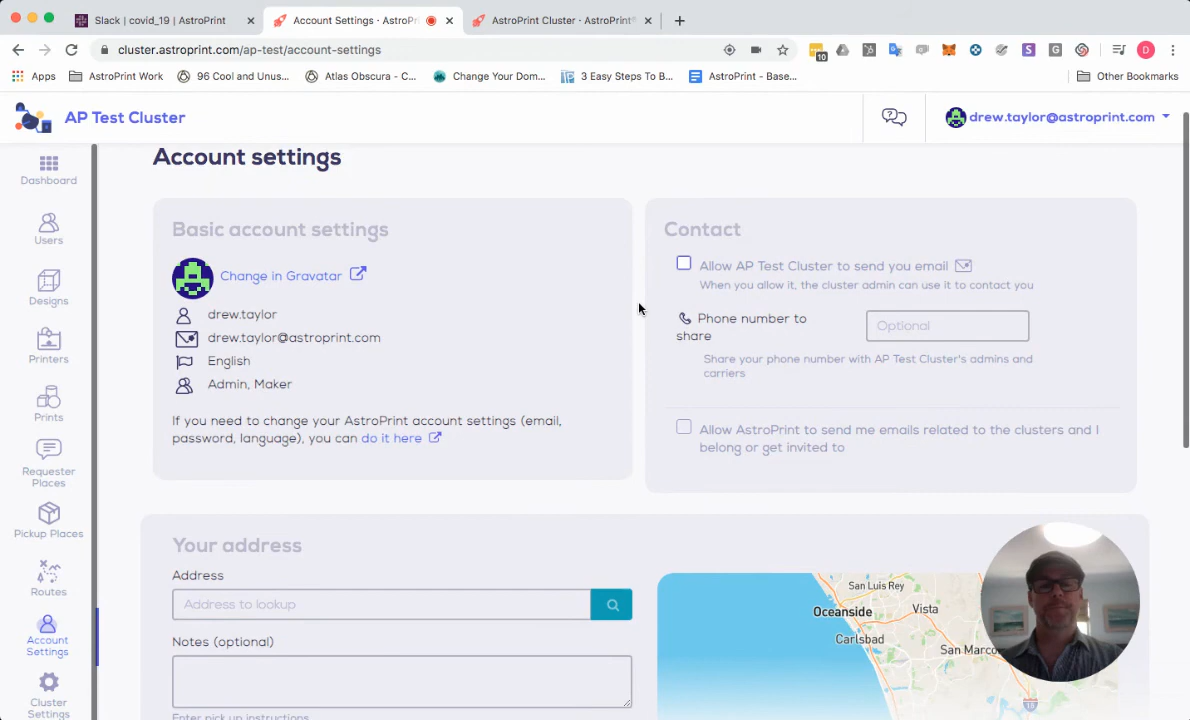 Slack | covid_19 | AstroPrint
Account Settings · AstroPri
AstroPrint Cluster · AstroPrint®
cluster.astroprint.com/ap-test/account-settings
10
S
G
D
Apps
AstroPrint Work
96 Cool and Unus...
Atlas Obscura - C...
Change Your Dom...
3 Easy Steps To B...
AstroPrint - Base...
Other Bookmarks
AP Test Cluster
drew.taylor@astroprint.com
Dashboard
Users
Designs
Printers
Prints
Requester
Places
Pickup Places
Routes
Account
Settings
Cluster
Settings
Account settings
Basic account settings
Change in Gravatar
drew.taylor
drew.taylor@astroprint.com
English
Admin, Maker
If you need to change your AstroPrint account settings (email,
password, language), you can do it here
Contact
Allow AP Test Cluster to send you email
When you allow it, the cluster admin can use it to contact you
Phone number to
share
Optional
Share your phone number with AP Test Cluster's admins and
carriers
Allow AstroPrint to send me emails related to the clusters and I
belong or get invited to
Your address
Address
Address to lookup
Notes (optional)
Enter pick up instructions
San Luis Rey
Oceanside
Vista
Carlsbad
San Marco